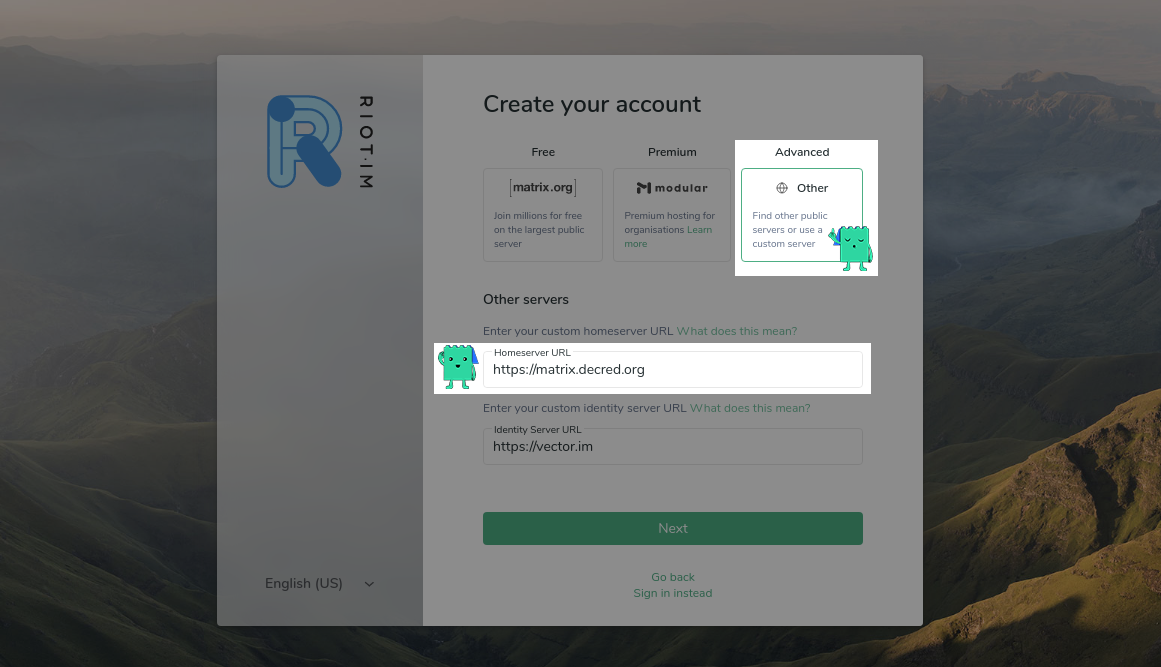 RIOT.IM
Create your account
Free
Premium
Advanced
[matrix.org]
modular
Other
Join millions for free
on the largest public
server
Premium hosting for
organisations Learn
more
Find other public
servers or use a
custom server
Other servers
Enter your custom homeserver URL What does this mean?
Homeserver URL
https://matrix.decred.org
Enter your custom identity server URL What does this mean?
Identity Server URL
https://vector.im
Next
Go back
Sign in instead
English (US)